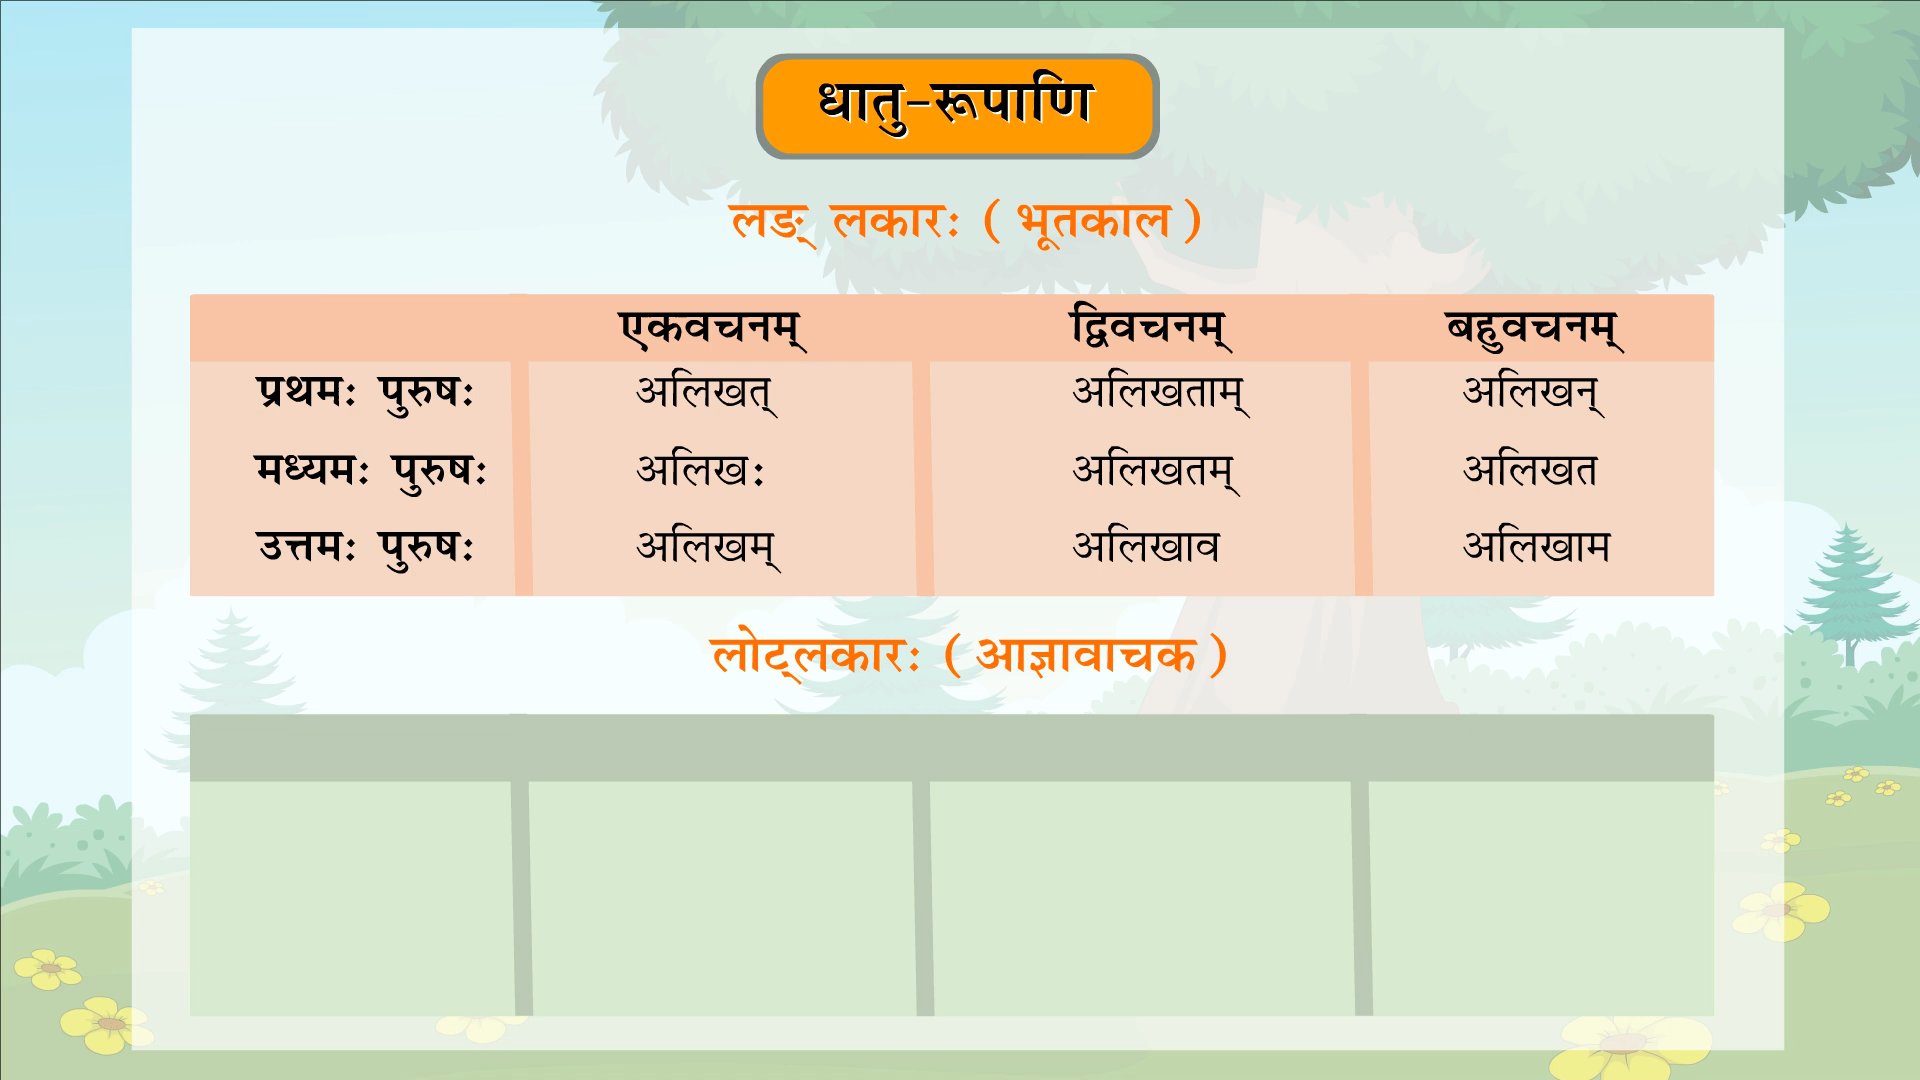 धातु-रूपाणि
लङ् लकारः ( भूतकाल )
एकवचनम् द्विवचनम् बहुवचनम्
प्रथमः पुरुषः अलिखत् अलिखताम् अलिखन्
मध्यमः पुरुषः अलिखः अलिखतम् अलिखत
उत्तमः पुरुषः अलिखम् अलिखाव अलिखाम
लोट्लकारः ( आज्ञावाचक )